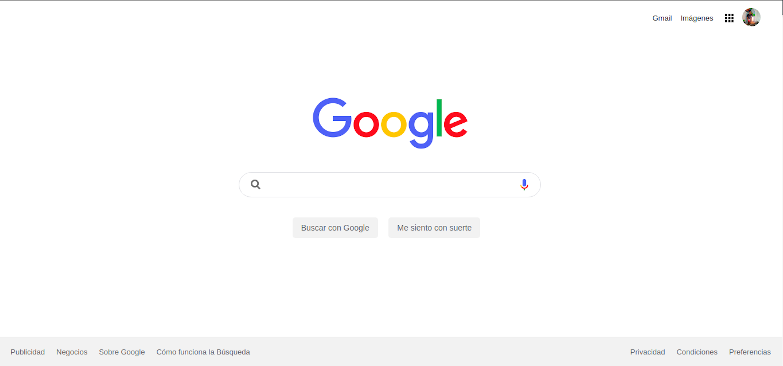 Gmail Imágenes
Google
Buscar con Google Me siento con suerte
Publicidad Negocios Sobre Google Cómo funciona la Búsqueda Privacidad Condiciones Preferencias